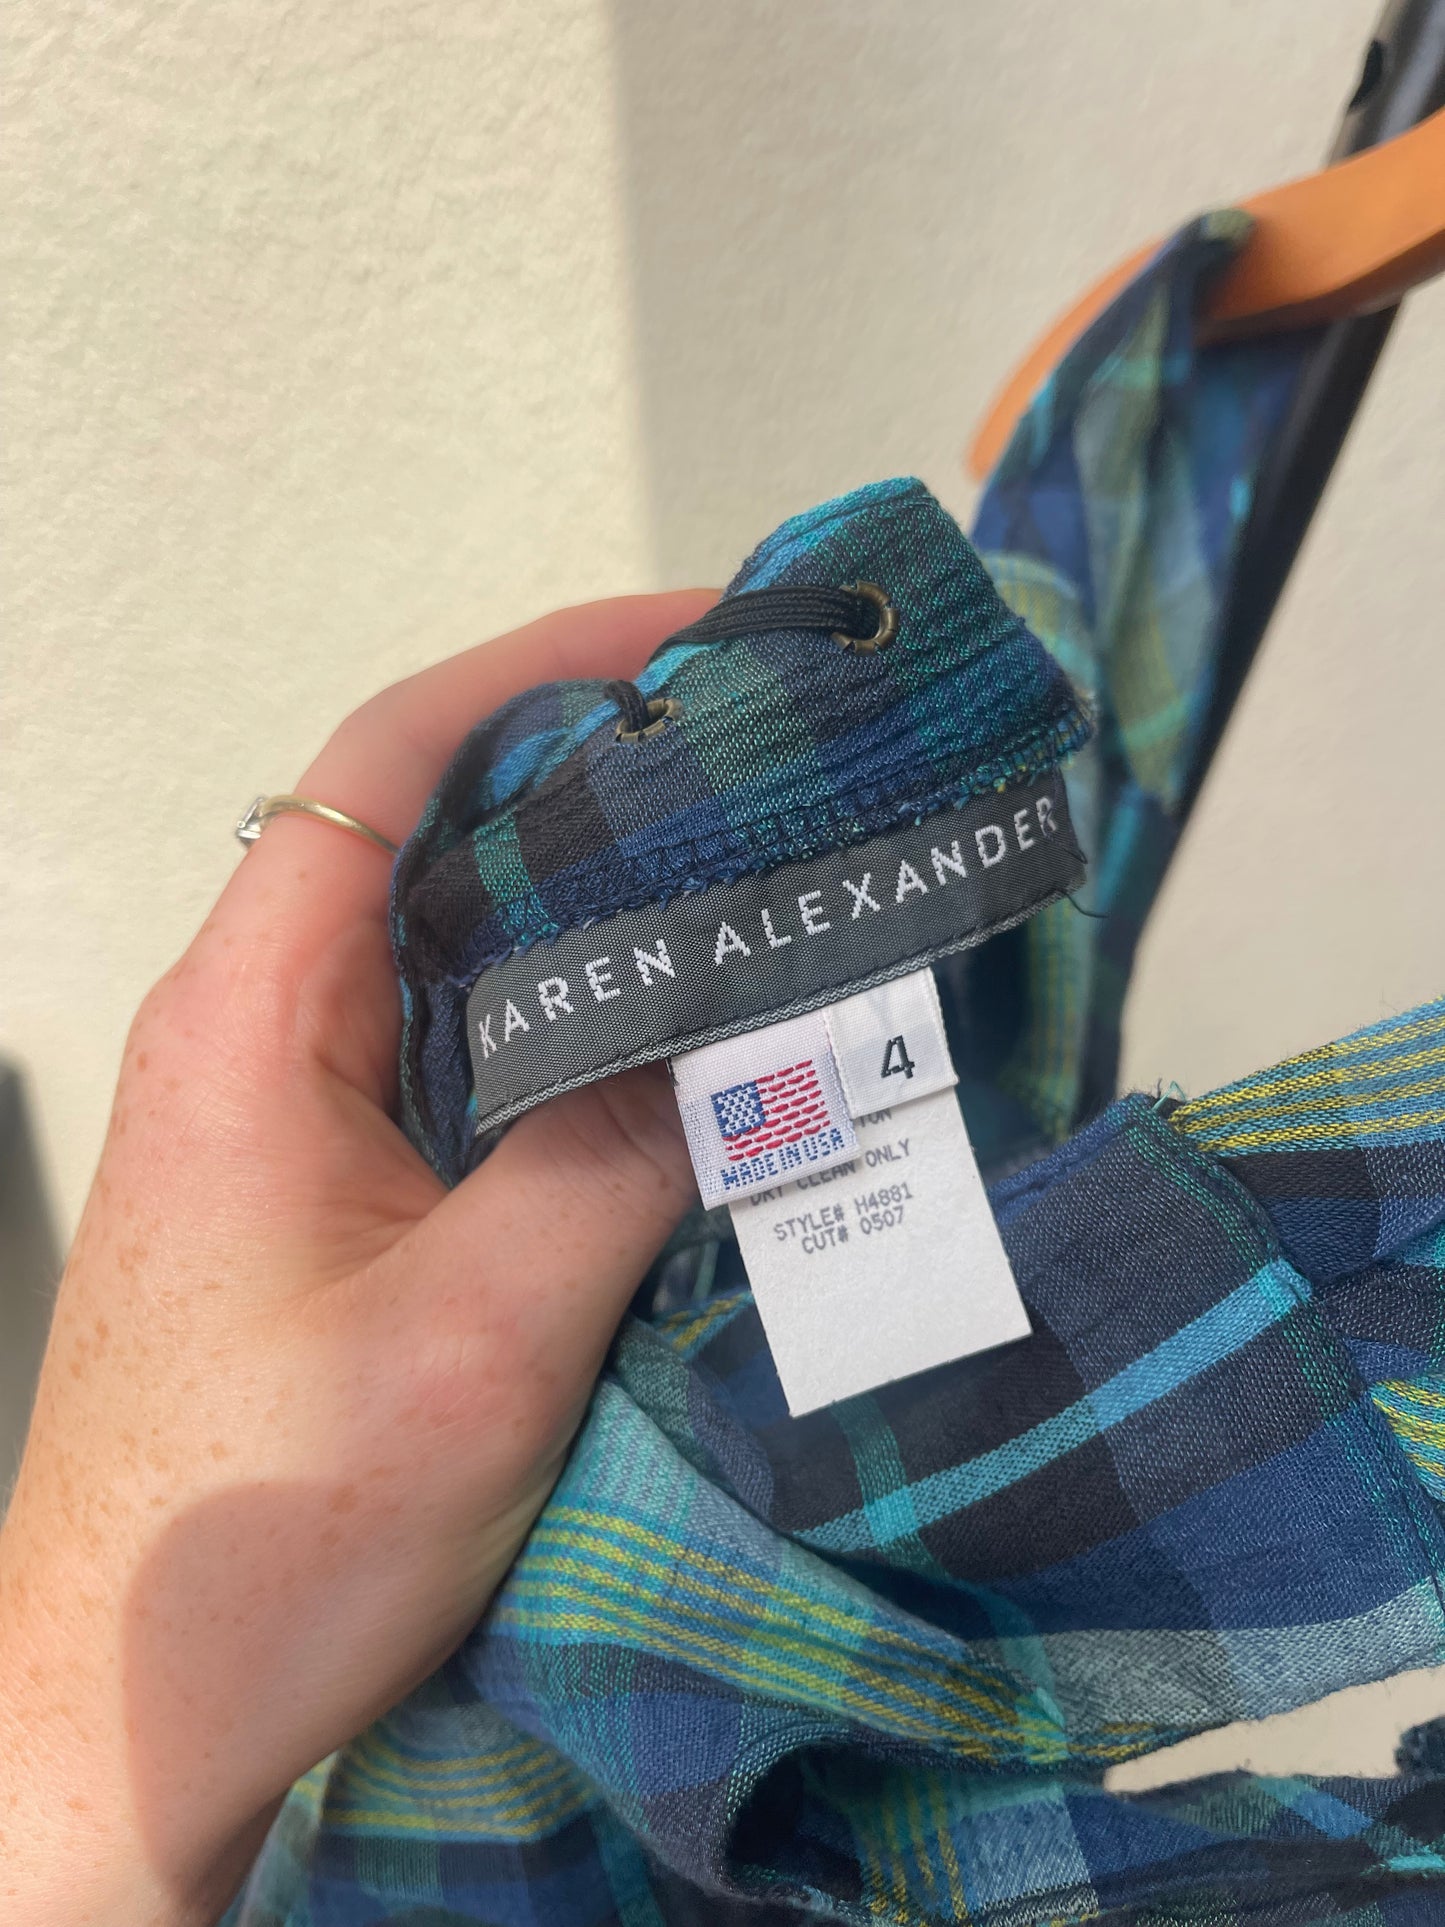 KAREN ALEXANDER
4
MADE IN USA
DRY CLEAN ONLY
STYLE# H4881
CUT# 0507